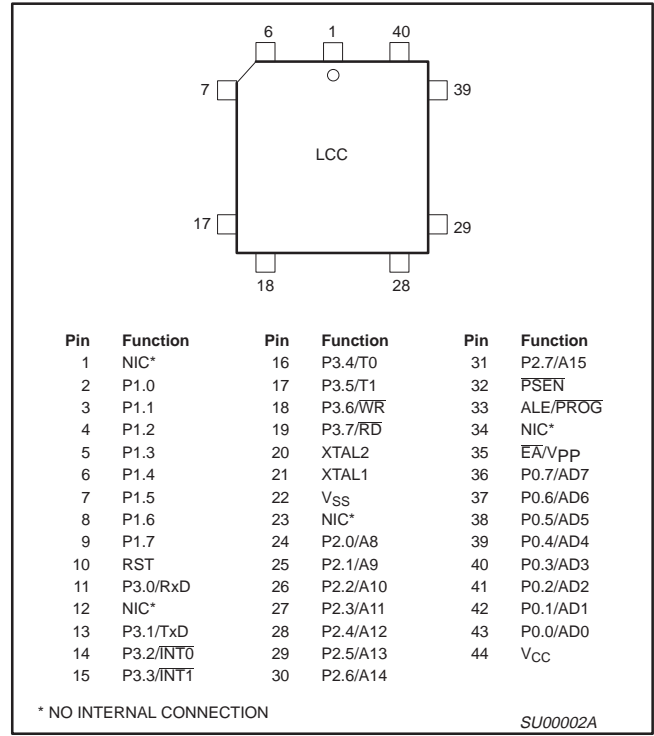 6 1 40
7 39
LCC
17 29
18 28
Pin Function Pin Function Pin Function
1 NIC* 16 P3.4/T0 31 P2.7/A15
2 P1.0 17 P3.5/T1 32 P̅S̅E̅N̅
3 P1.1 18 P3.6/W̅R̅ 33 ALE/P̅R̅O̅G̅
4 P1.2 19 P3.7/R̅D̅ 34 NIC*
5 P1.3 20 XTAL2 35 E̅A̅/VPP
6 P1.4 21 XTAL1 36 P0.7/AD7
7 P1.5 22 VSS 37 P0.6/AD6
8 P1.6 23 NIC* 38 P0.5/AD5
9 P1.7 24 P2.0/A8 39 P0.4/AD4
10 RST 25 P2.1/A9 40 P0.3/AD3
11 P3.0/RxD 26 P2.2/A10 41 P0.2/AD2
12 NIC* 27 P2.3/A11 42 P0.1/AD1
13 P3.1/TxD 28 P2.4/A12 43 P0.0/AD0
14 P3.2/I̅N̅T̅0̅ 29 P2.5/A13 44 VCC
15 P3.3/I̅N̅T̅1̅ 30 P2.6/A14
* NO INTERNAL CONNECTION
SU00002A